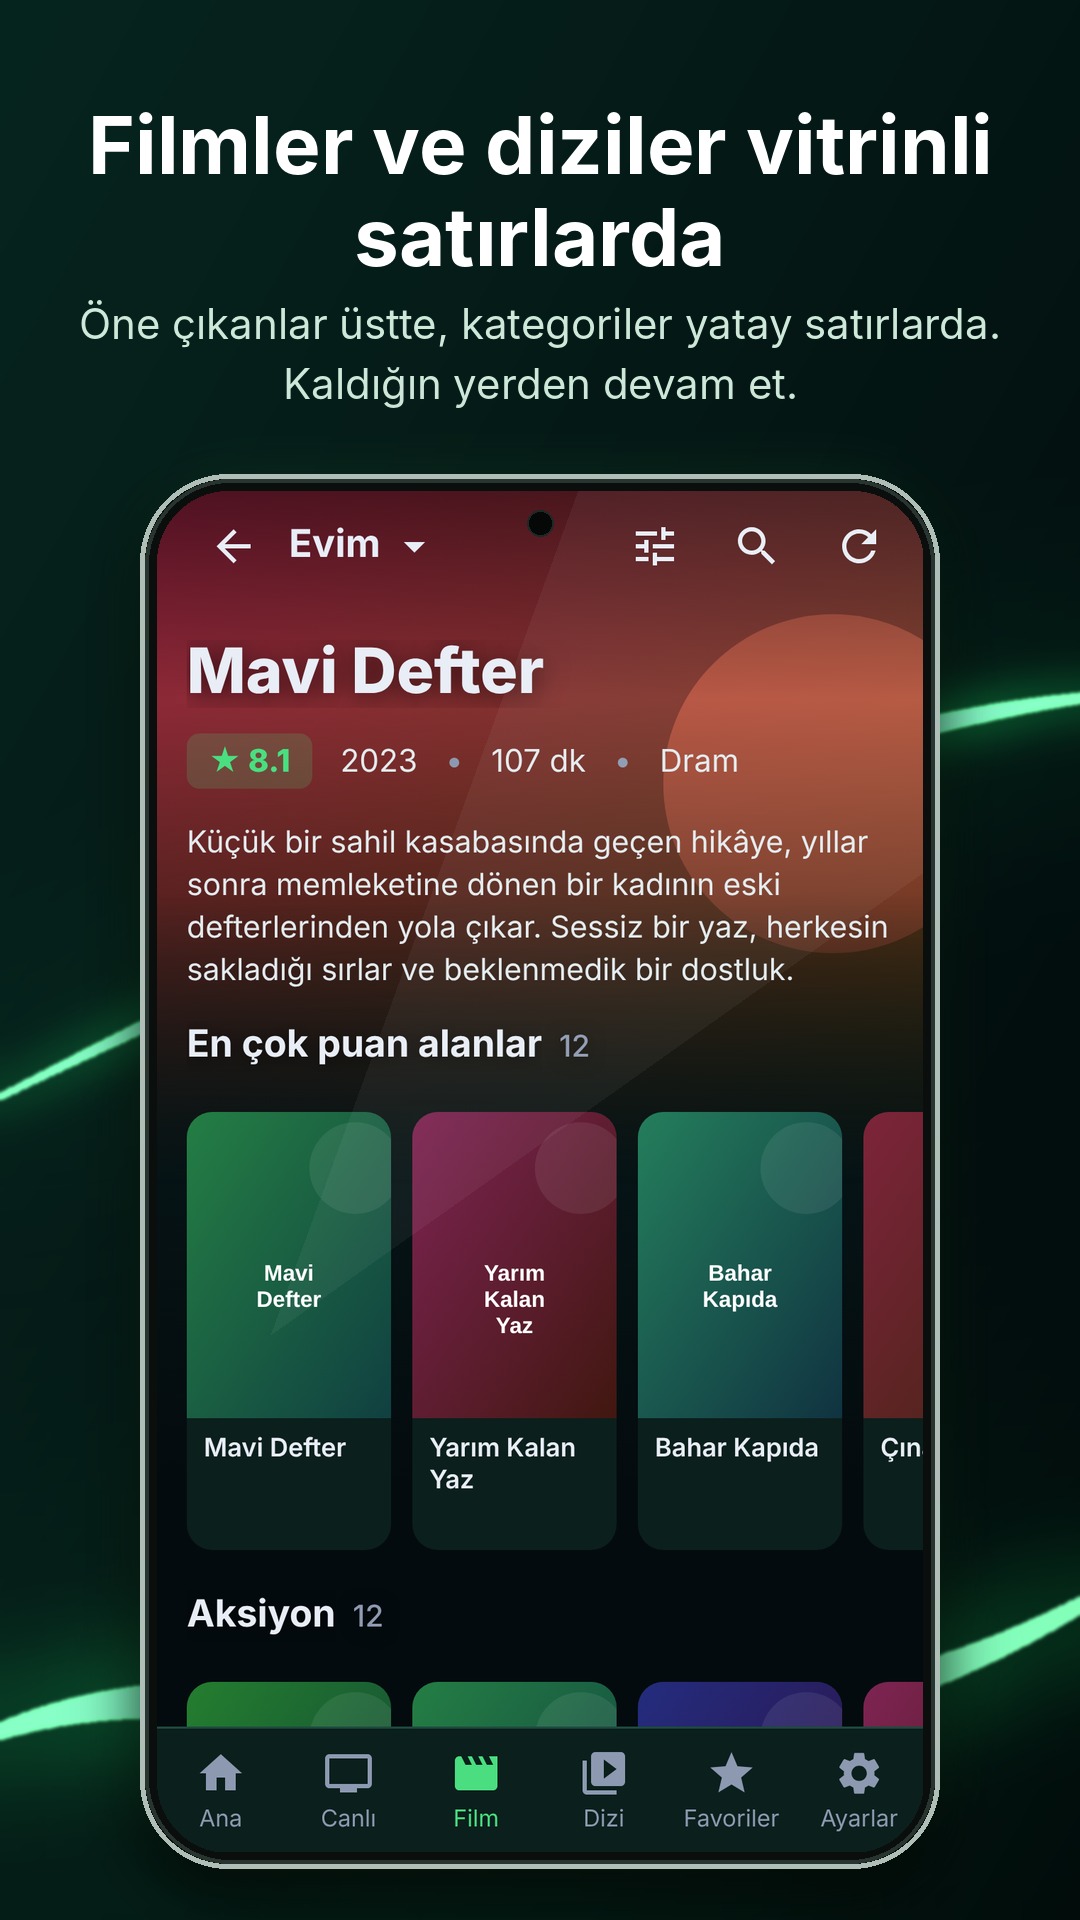 Filmler ve diziler vitrinli
satırlarda
Öne çıkanlar üstte, kategoriler yatay satırlarda.
Kaldığın yerden devam et.
Evim
Mavi Defter
★ 8.1 2023 • 107 dk • Dram
Küçük bir sahil kasabasında geçen hikâye, yıllar
sonra memleketine dönen bir kadının eski
defterlerinden yola çıkar. Sessiz bir yaz, herkesin
sakladığı sırlar ve beklenmedik bir dostluk.
En çok puan alanlar 12
Mavi
Defter
Yarım
Kalan
Yaz
Bahar
Kapıda
Mavi Defter
Yarım Kalan
Yaz
Bahar Kapıda
Aksiyon 12
Ana Canlı Film Dizi Favoriler Ayarlar